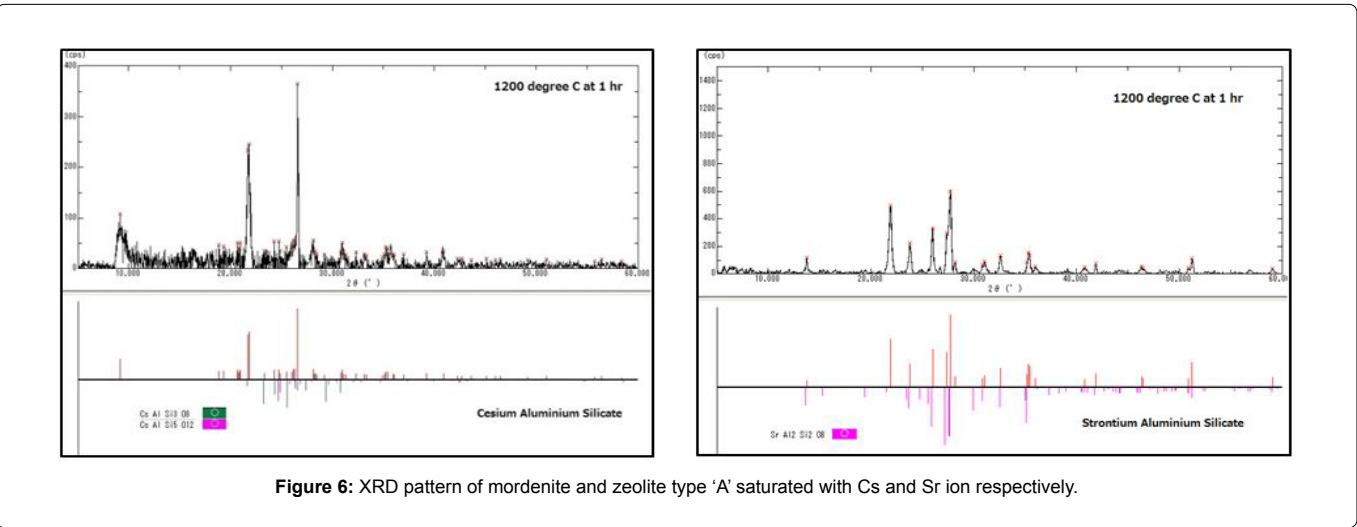 (cps)
400
1200 degree C at 1 hr
300
200
100
0
10.000 20.000 30.000 40.000 50.000 60.000
2θ (°)
Cs Al Si3 O8
Cs Al Si5 O12
Cesium Aluminium Silicate
(cps)
1400
1200 degree C at 1 hr
1200
1000
800
600
400
200
0
10.000 20.000 30.000 40.000 50.000 60.000
2θ (°)
Sr Al2 Si2 O8
Strontium Aluminium Silicate
Figure 6: XRD pattern of mordenite and zeolite type ‘A’ saturated with Cs and Sr ion respectively.